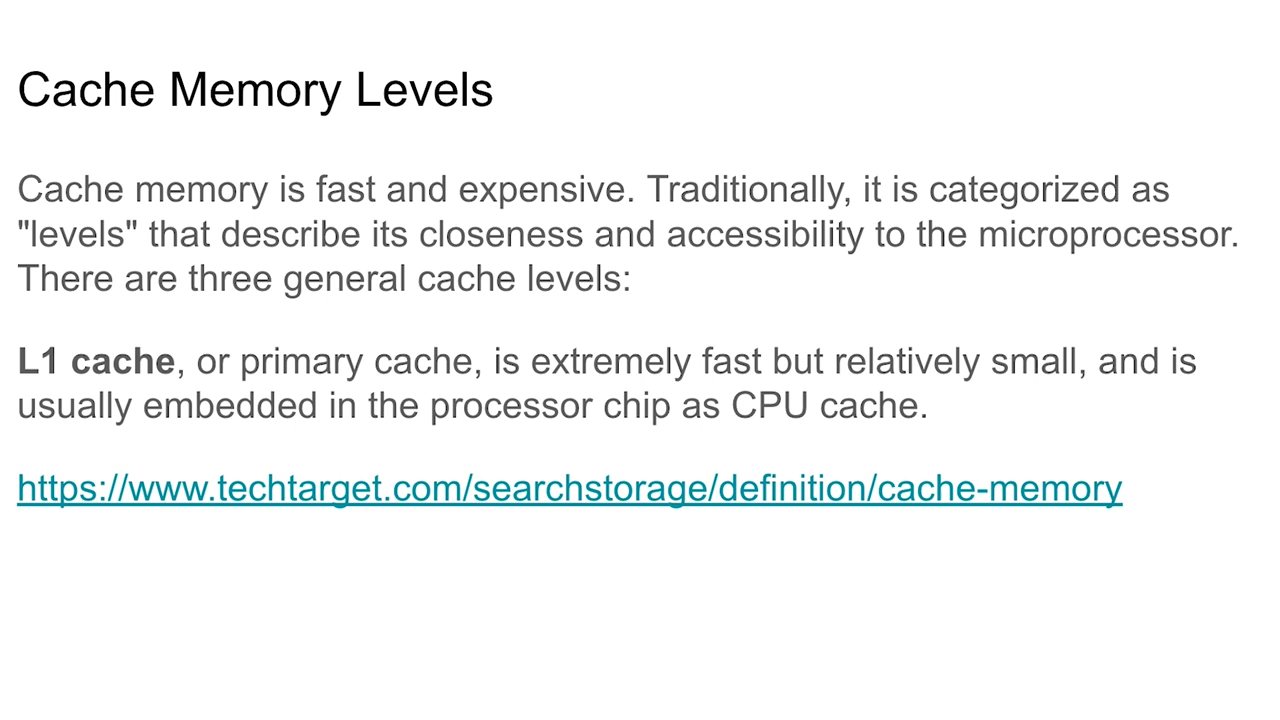 Cache Memory Levels
Cache memory is fast and expensive. Traditionally, it is categorized as
"levels" that describe its closeness and accessibility to the microprocessor.
There are three general cache levels:
L1 cache, or primary cache, is extremely fast but relatively small, and is
usually embedded in the processor chip as CPU cache.
https://www.techtarget.com/searchstorage/definition/cache-memory